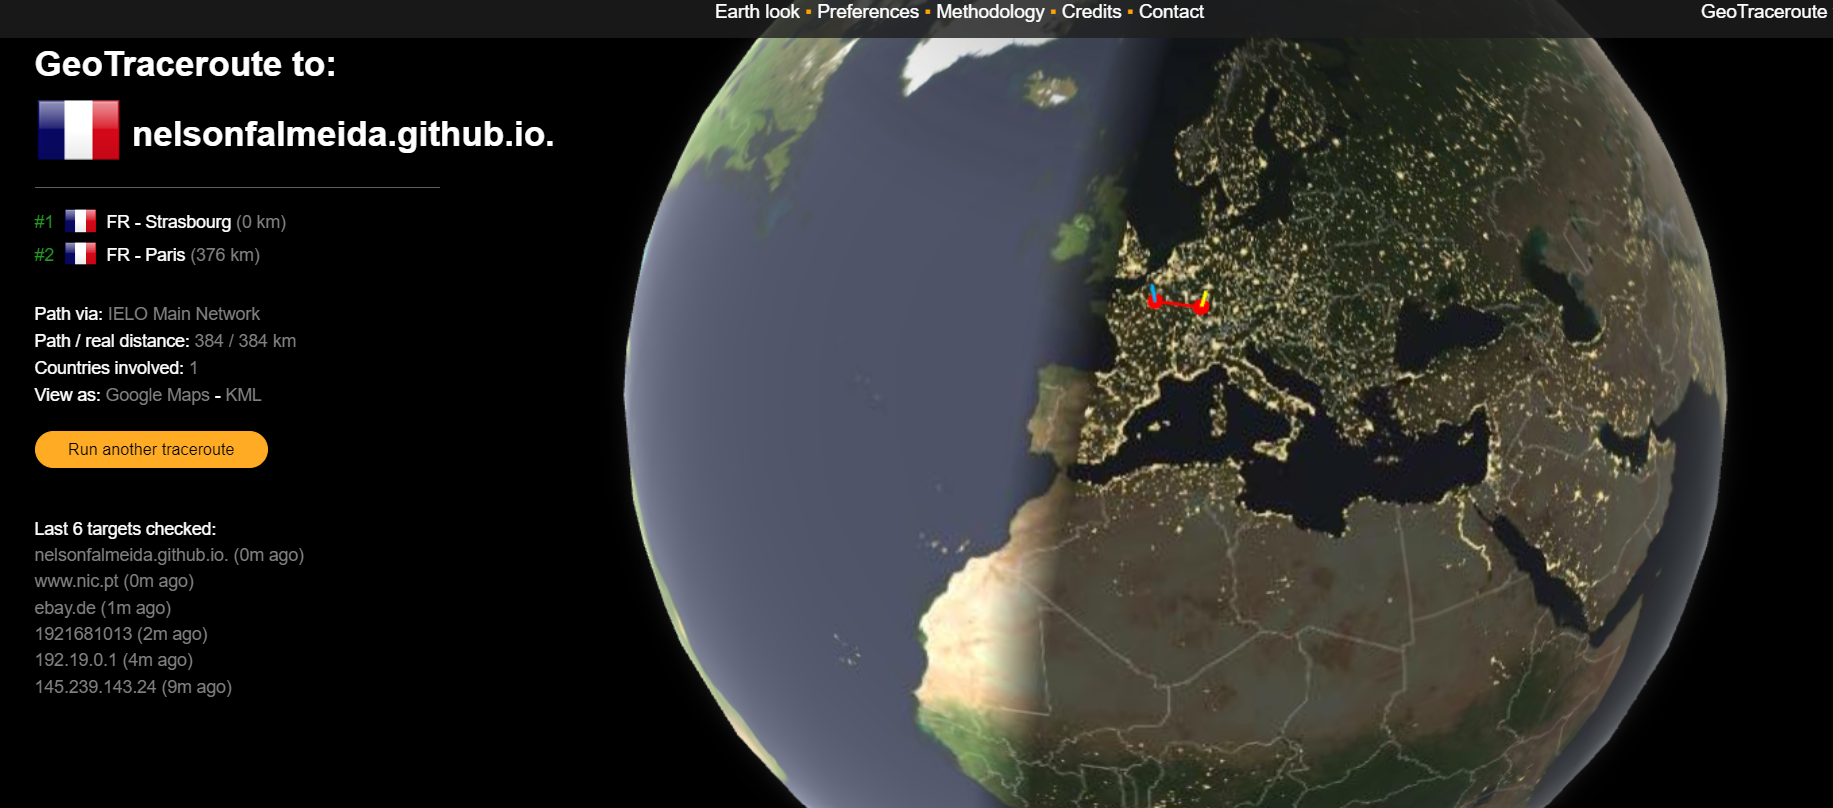 Earth look ▪ Preferences ▪ Methodology ▪ Credits ▪ Contact
GeoTraceroute
GeoTraceroute to:
nelsonfalmeida.github.io.
#1 FR - Strasbourg (0 km)
#2 FR - Paris (376 km)
Path via: IELO Main Network
Path / real distance: 384 / 384 km
Countries involved: 1
View as: Google Maps - KML
Run another traceroute
Last 6 targets checked:
nelsonfalmeida.github.io. (0m ago)
www.nic.pt (0m ago)
ebay.de (1m ago)
1921681013 (2m ago)
192.19.0.1 (4m ago)
145.239.143.24 (9m ago)